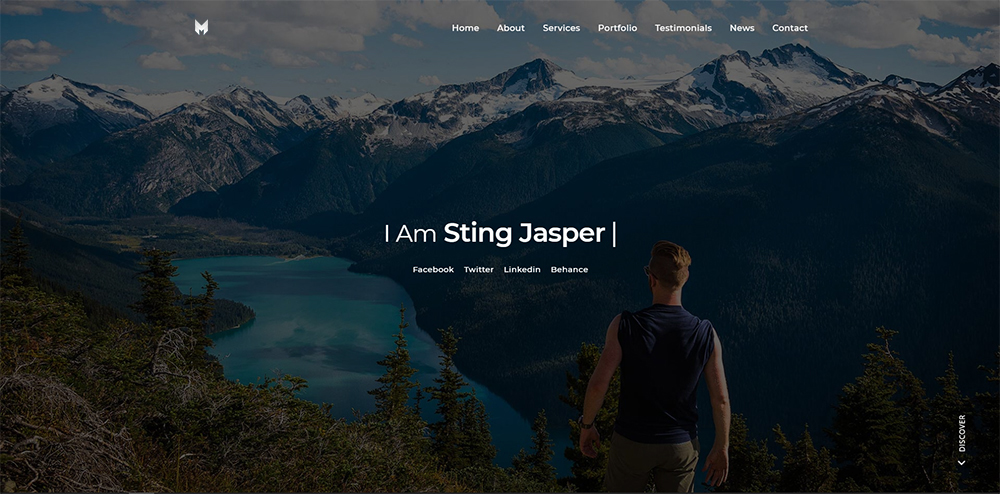 Home About Services Portfolio Testimonials News Contact
I Am Sting Jasper |
Facebook Twitter Linkedin Behance
DISCOVER